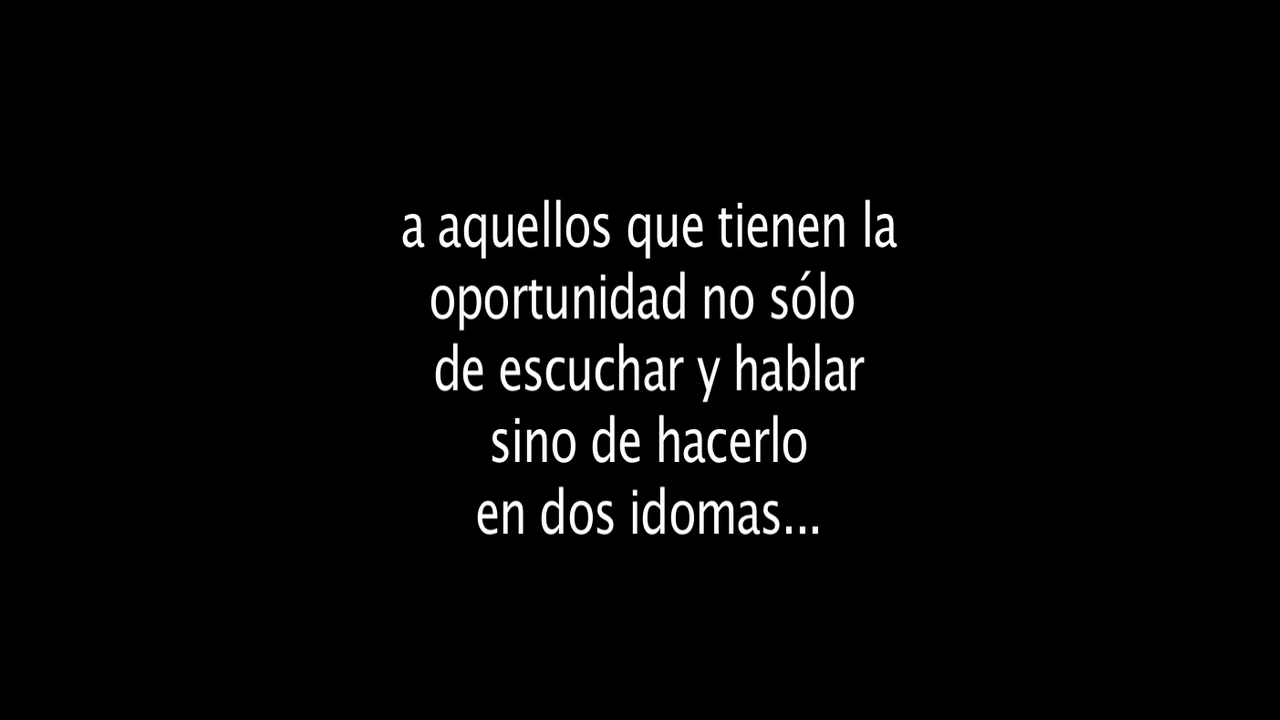 a aquellos que tienen la
oportunidad no sólo
de escuchar y hablar
sino de hacerlo
en dos idomas...